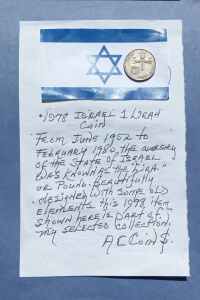 • 1978 ISRAEL 1 LIRAH
COIN
FROM JUNE 1952 TO
FEBRUARY 1980, THE CURRENCY
OF THE STATE OF ISRAEL
WAS KNOWN AS THE LIRAH
OR POUND. BEAUTIFULLY
DESIGNED WITH SOME OLD
ELEMENTS THIS 1978 ITEM
SHOWN HERE IS PART OF
MY SELECTED COLLECTION.
A C COIN $.